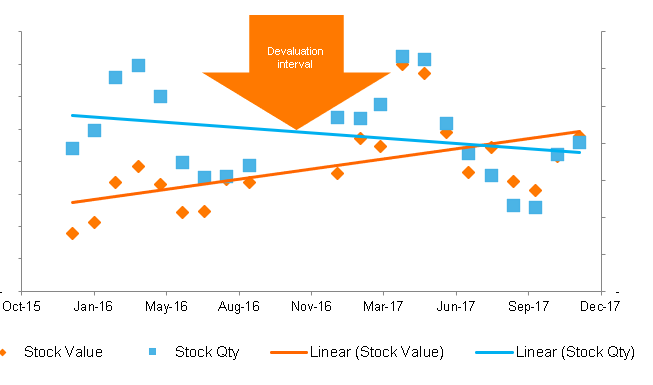 Devaluation
interval
-
-
Oct-15 Jan-16 May-16 Aug-16 Nov-16 Mar-17 Jun-17 Sep-17 Dec-17
Stock Value Stock Qty Linear (Stock Value) Linear (Stock Qty)